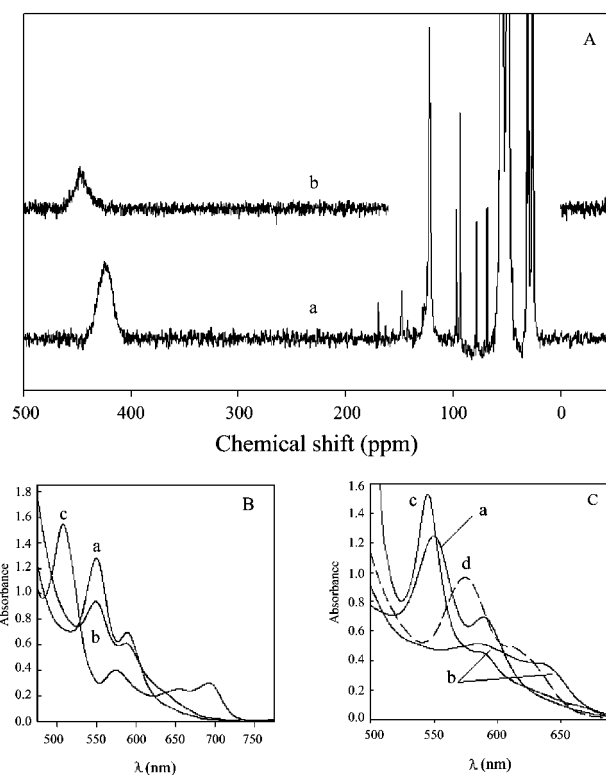 A
b
a
500 400 300 200 100 0
Chemical shift (ppm)
B
c
a
b
1.8
1.6
1.4
1.2
1.0
0.8
0.6
0.4
0.2
0.0
Absorbance
500 550 600 650 700 750
λ (nm)
C
c
a
d
b
1.6
1.4
1.2
1.0
0.8
0.6
0.4
0.2
0.0
Absorbance
500 550 600 650
λ (nm)